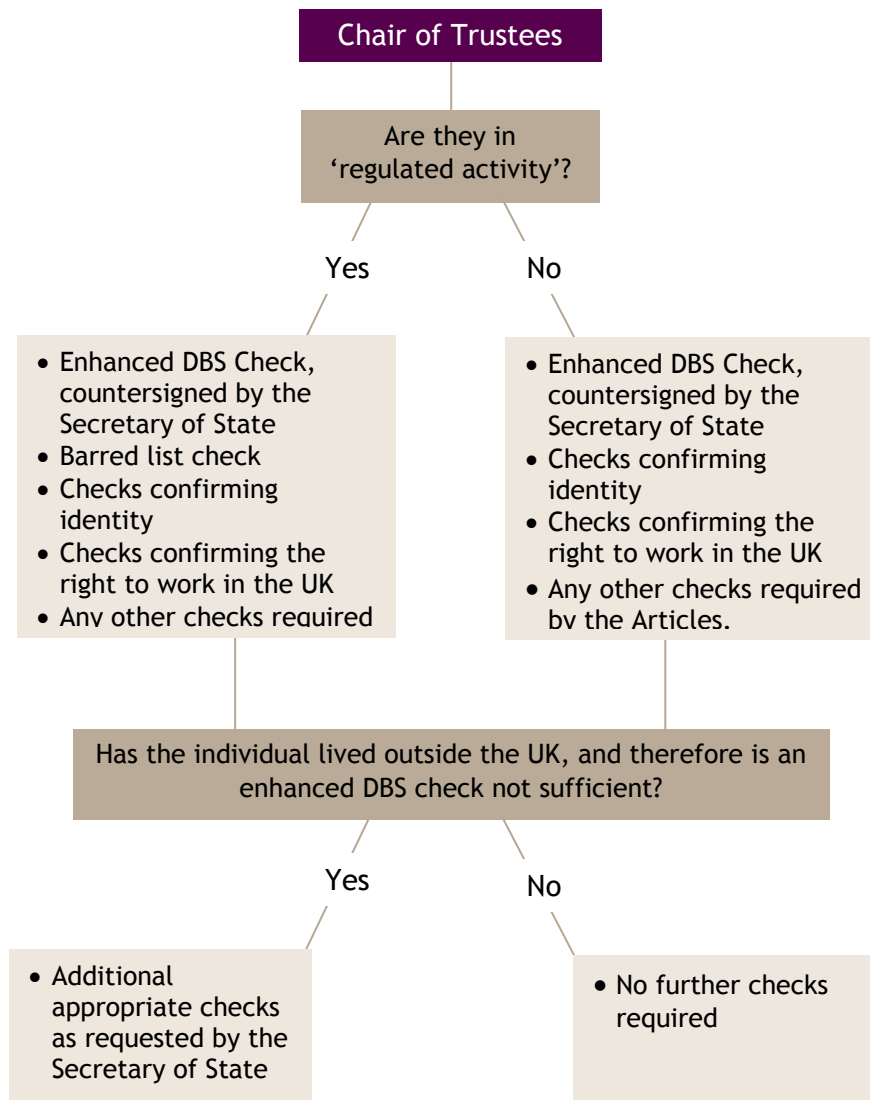 Chair of Trustees
Are they in
‘regulated activity’?
Yes
No
• Enhanced DBS Check,
countersigned by the
Secretary of State
• Barred list check
• Checks confirming
identity
• Checks confirming the
right to work in the UK
• Any other checks required
• Enhanced DBS Check,
countersigned by the
Secretary of State
• Checks confirming
identity
• Checks confirming the
right to work in the UK
• Any other checks required
by the Articles.
Has the individual lived outside the UK, and therefore is an
enhanced DBS check not sufficient?
Yes
No
• Additional
appropriate checks
as requested by the
Secretary of State
• No further checks
required